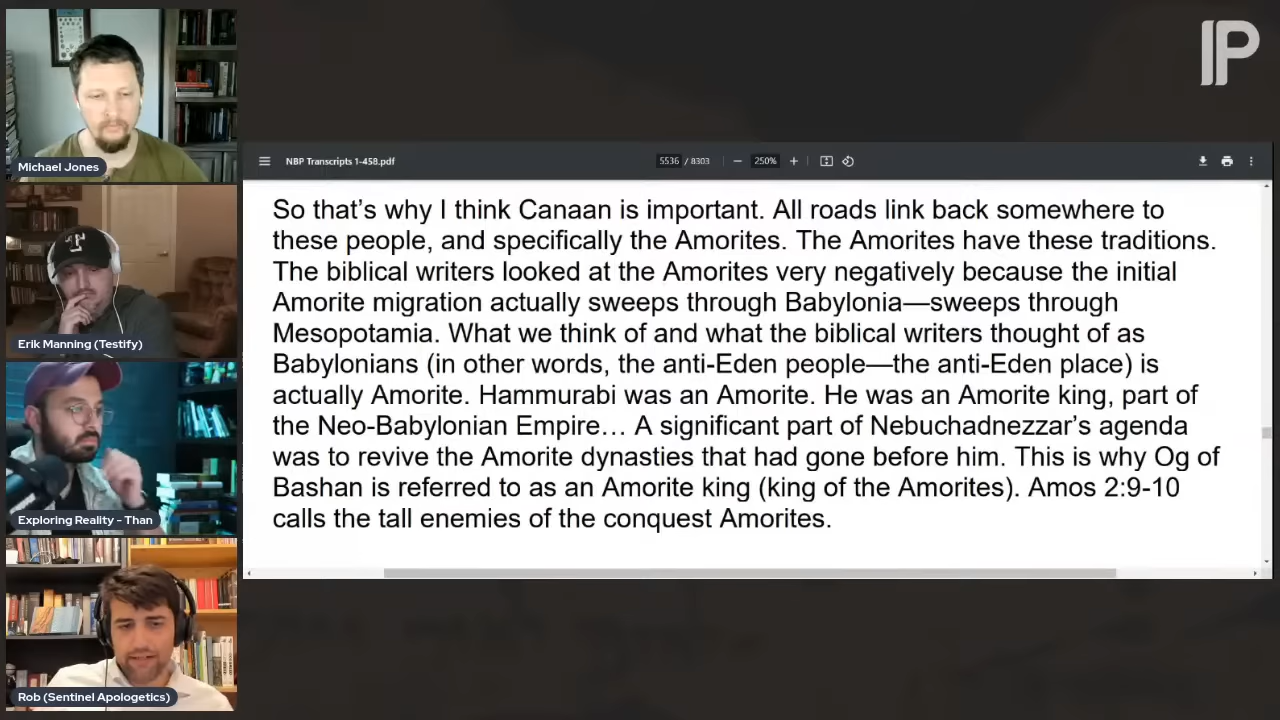 IP
Michael Jones
Erik Manning (Testify)
Exploring Reality - Than
Rob (Sentinel Apologetics)
NBP Transcripts 1-458.pdf
5536 / 8303
250%
So that’s why I think Canaan is important. All roads link back somewhere to
these people, and specifically the Amorites. The Amorites have these traditions.
The biblical writers looked at the Amorites very negatively because the initial
Amorite migration actually sweeps through Babylonia—sweeps through
Mesopotamia. What we think of and what the biblical writers thought of as
Babylonians (in other words, the anti-Eden people—the anti-Eden place) is
actually Amorite. Hammurabi was an Amorite. He was an Amorite king, part of
the Neo-Babylonian Empire… A significant part of Nebuchadnezzar’s agenda
was to revive the Amorite dynasties that had gone before him. This is why Og of
Bashan is referred to as an Amorite king (king of the Amorites). Amos 2:9-10
calls the tall enemies of the conquest Amorites.